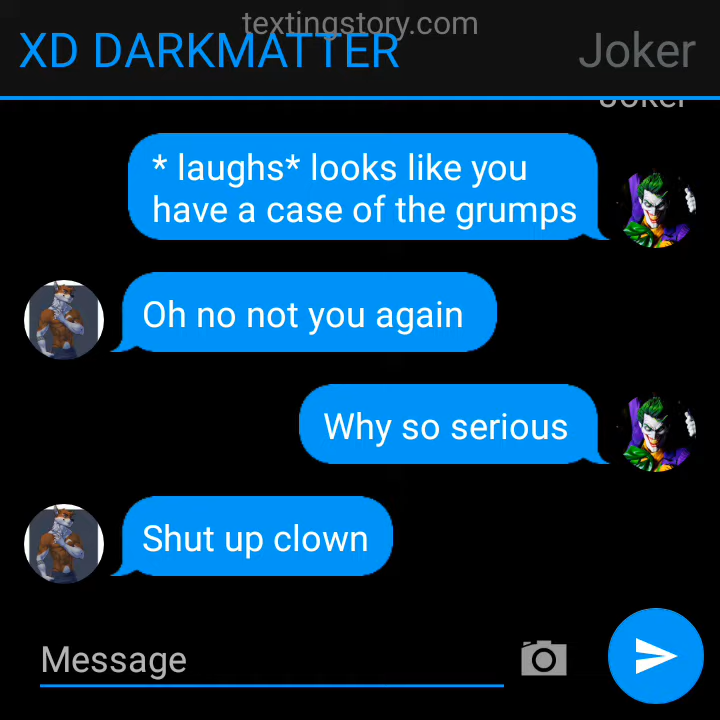 textingstory.com
XD DARKMATTER
Joker
Joker
* laughs* looks like you
have a case of the grumps
Oh no not you again
Why so serious
Shut up clown
Message